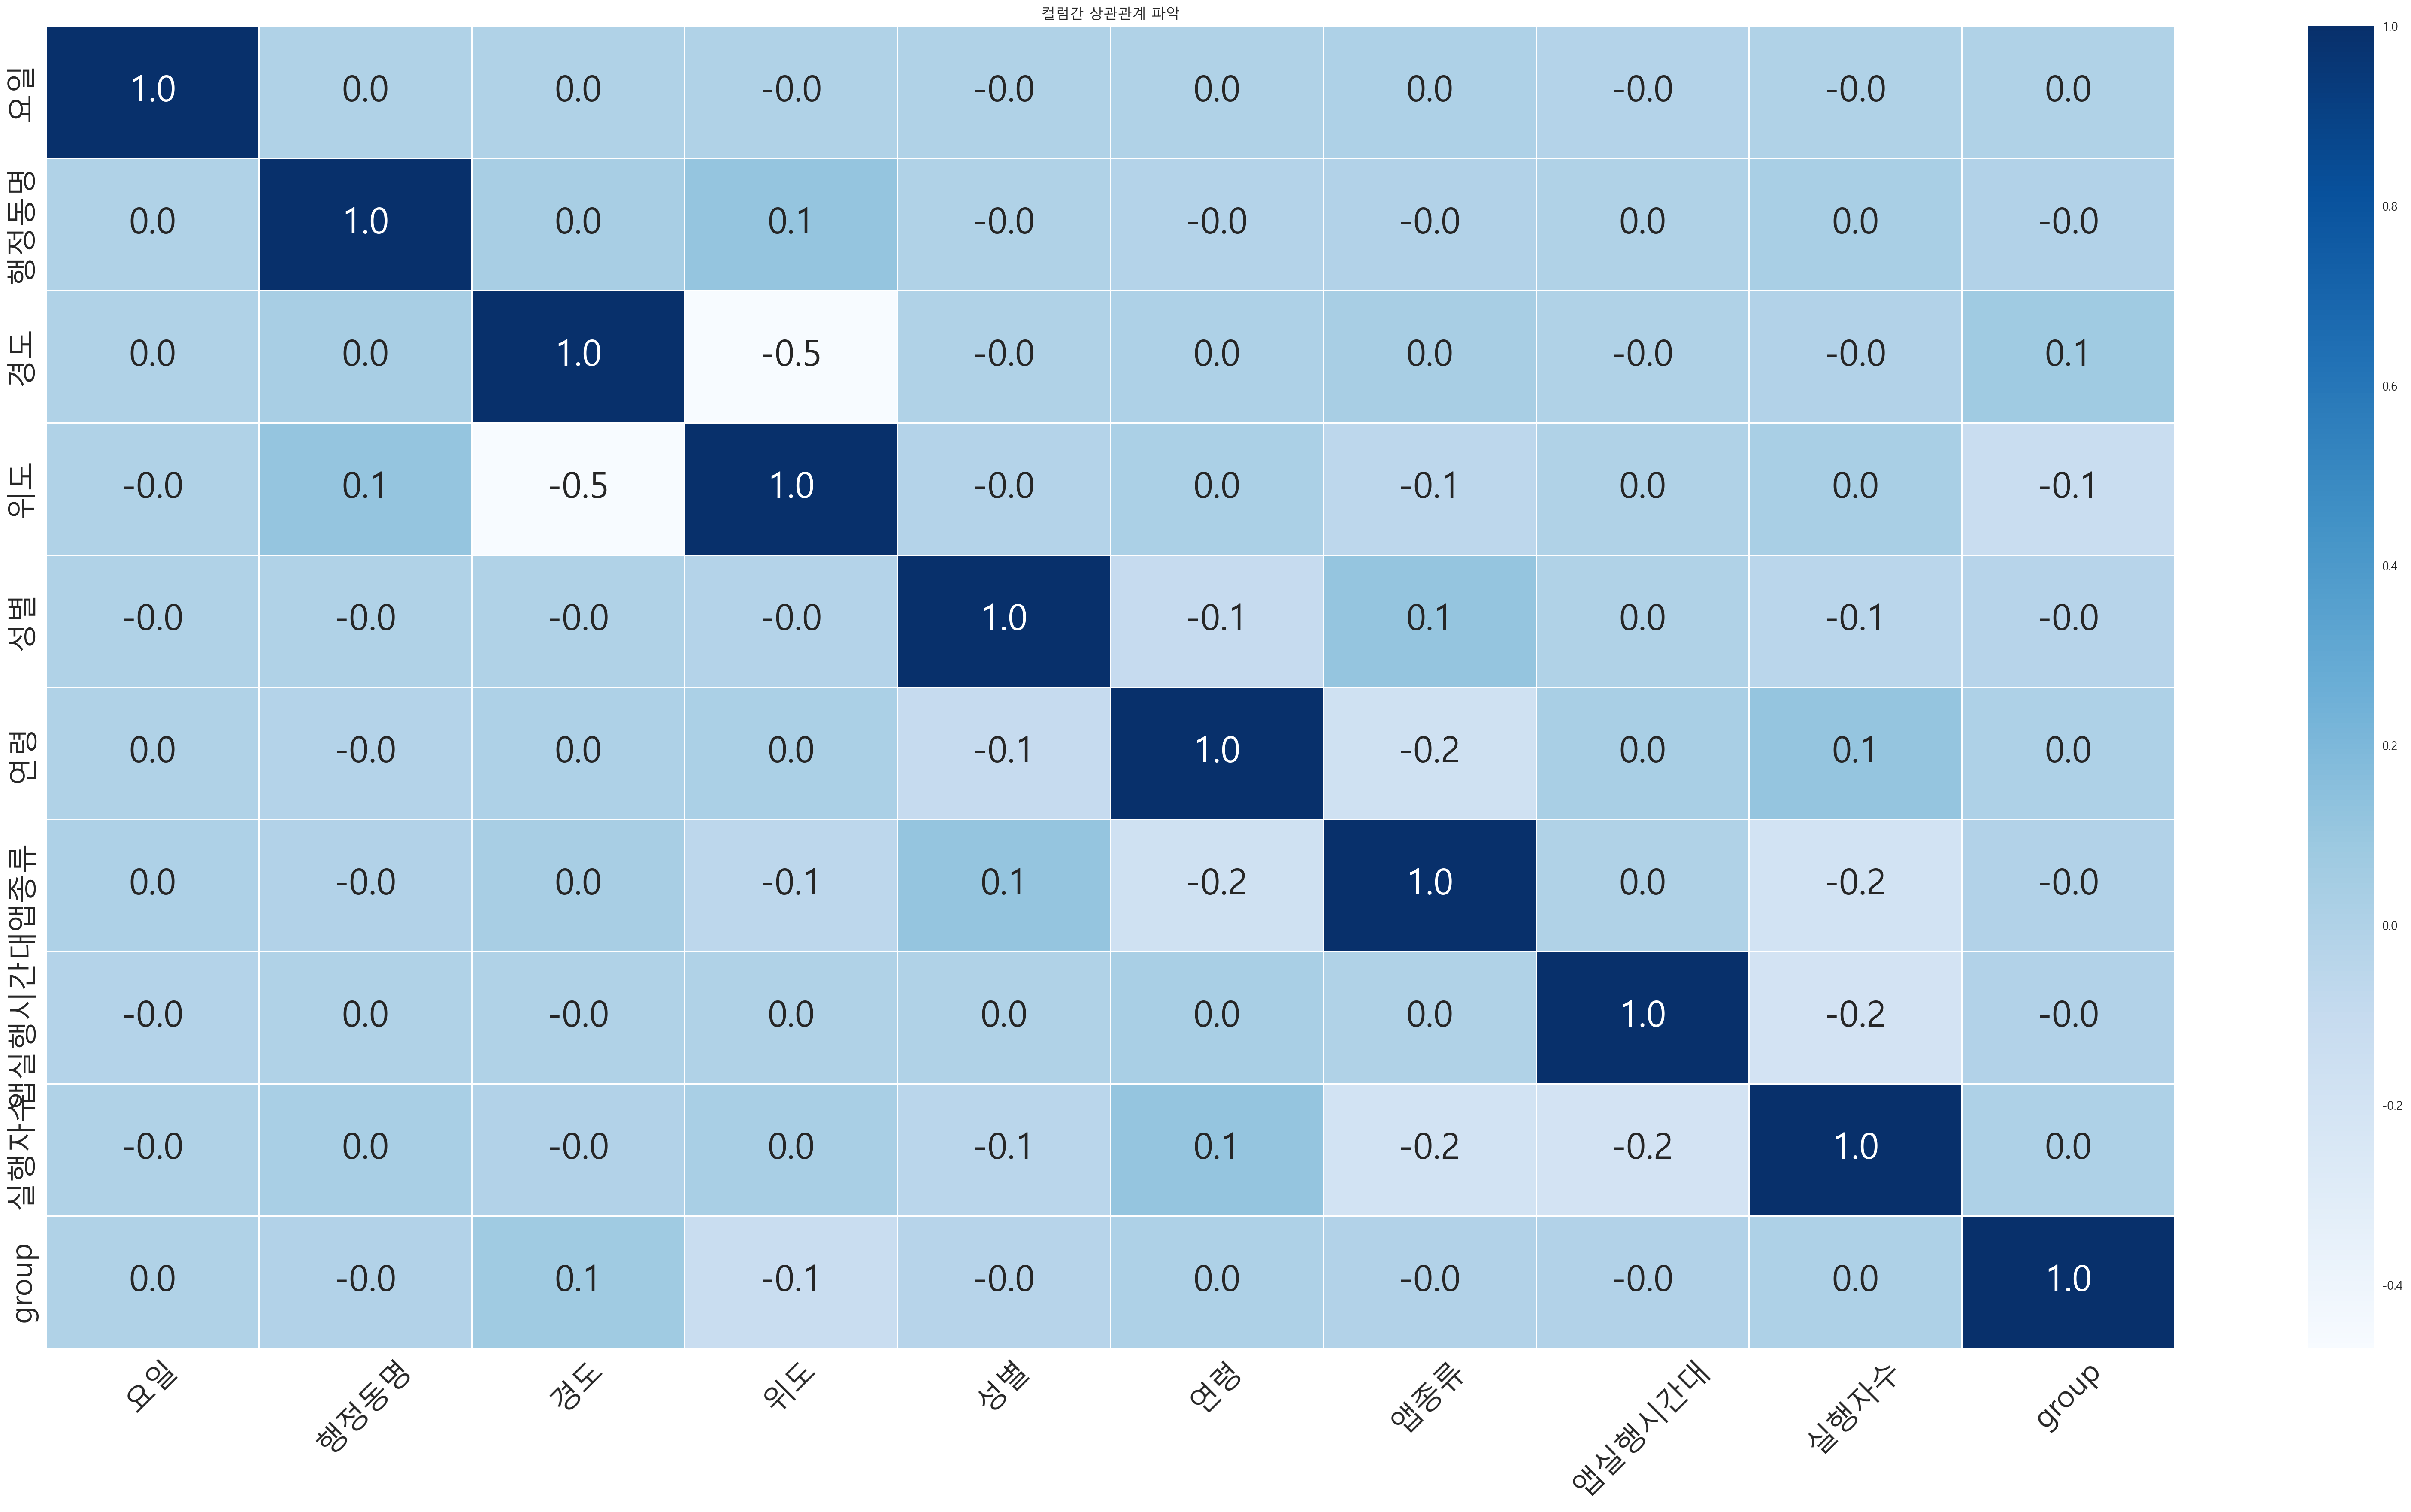 컬럼간 상관관계 파악
요일 1.0 0.0 0.0 -0.0 -0.0 0.0 0.0 -0.0 -0.0 0.0
행정동명 0.0 1.0 0.0 0.1 -0.0 -0.0 -0.0 0.0 0.0 -0.0
경도 0.0 0.0 1.0 -0.5 -0.0 0.0 0.0 -0.0 -0.0 0.1
위도 -0.0 0.1 -0.5 1.0 -0.0 0.0 -0.1 0.0 0.0 -0.1
성별 -0.0 -0.0 -0.0 -0.0 1.0 -0.1 0.1 0.0 -0.1 -0.0
연령 0.0 -0.0 0.0 0.0 -0.1 1.0 -0.2 0.0 0.1 0.0
앱종류 0.0 -0.0 0.0 -0.1 0.1 -0.2 1.0 0.0 -0.2 -0.0
앱실행시간대 -0.0 0.0 -0.0 0.0 0.0 0.0 0.0 1.0 -0.2 -0.0
실행자수 -0.0 0.0 -0.0 0.0 -0.1 0.1 -0.2 -0.2 1.0 0.0
group 0.0 -0.0 0.1 -0.1 -0.0 0.0 -0.0 -0.0 0.0 1.0
요일 행정동명 경도 위도 성별 연령 앱종류 앱실행시간대 실행자수 group
1.0
0.8
0.6
0.4
0.2
0.0
-0.2
-0.4